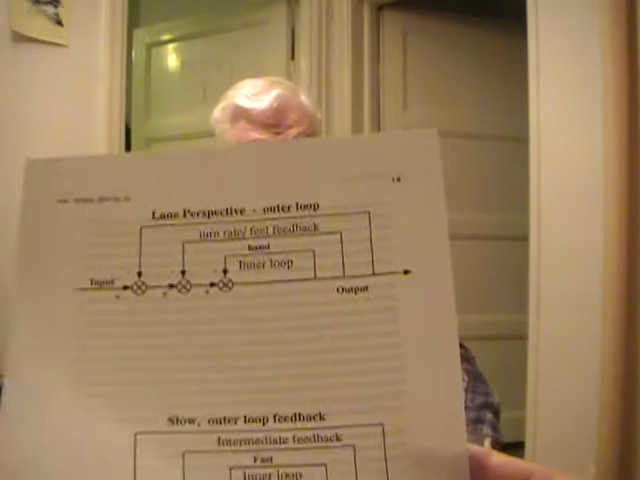 14
Lane Perspective - outer loop
turn rate/ feel feedback
hand
Inner loop
Input
Output
Slow, outer loop feedback
Intermediate feedback
Fast
Inner loop